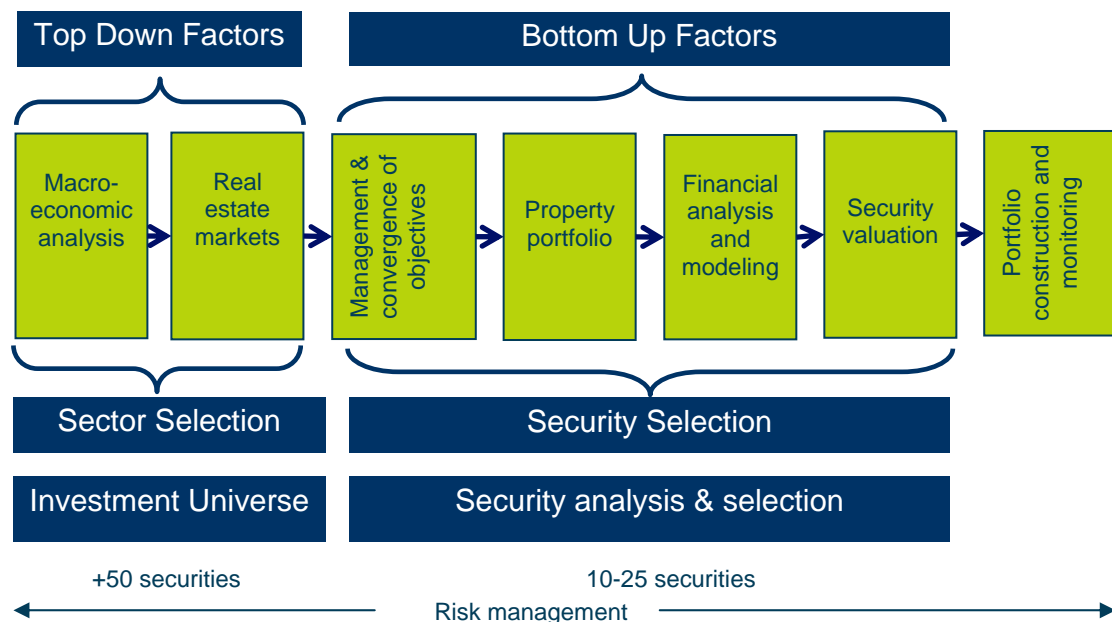 Top Down Factors
Bottom Up Factors
Macro-
economic
analysis
Real
estate
markets
Management &
convergence of
objectives
Property
portfolio
Financial
analysis
and
modeling
Security
valuation
Portfolio
construction and
monitoring
Sector Selection
Security Selection
Investment Universe
Security analysis & selection
+50 securities
10-25 securities
Risk management